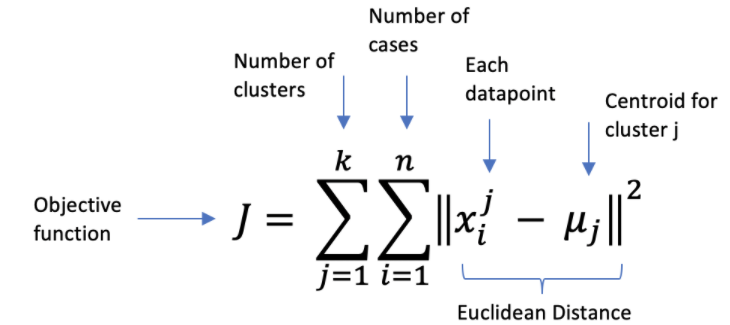 Number of
cases
Number of
clusters
Each
datapoint
Centroid for
cluster j
Objective
function
J = ∑_{j=1}^{k} ∑_{i=1}^{n} ‖x_i^j − μ_j‖²
Euclidean Distance